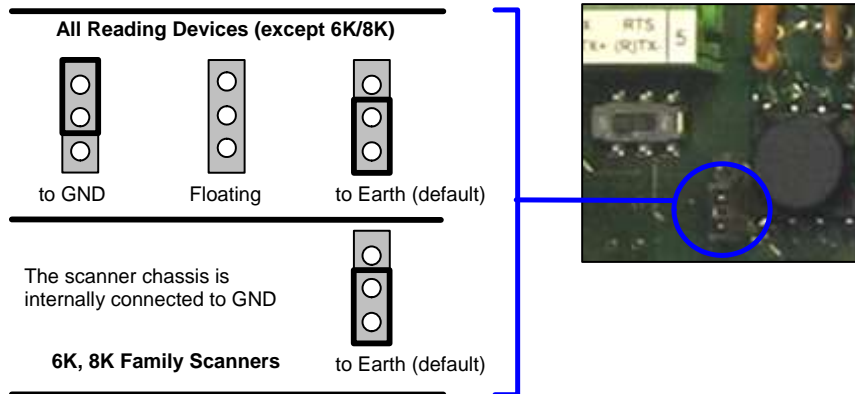 All Reading Devices (except 6K/8K)
to GND
Floating
to Earth (default)
The scanner chassis is
internally connected to GND
6K, 8K Family Scanners
to Earth (default)
RTS
TX+ (R)TX-
5